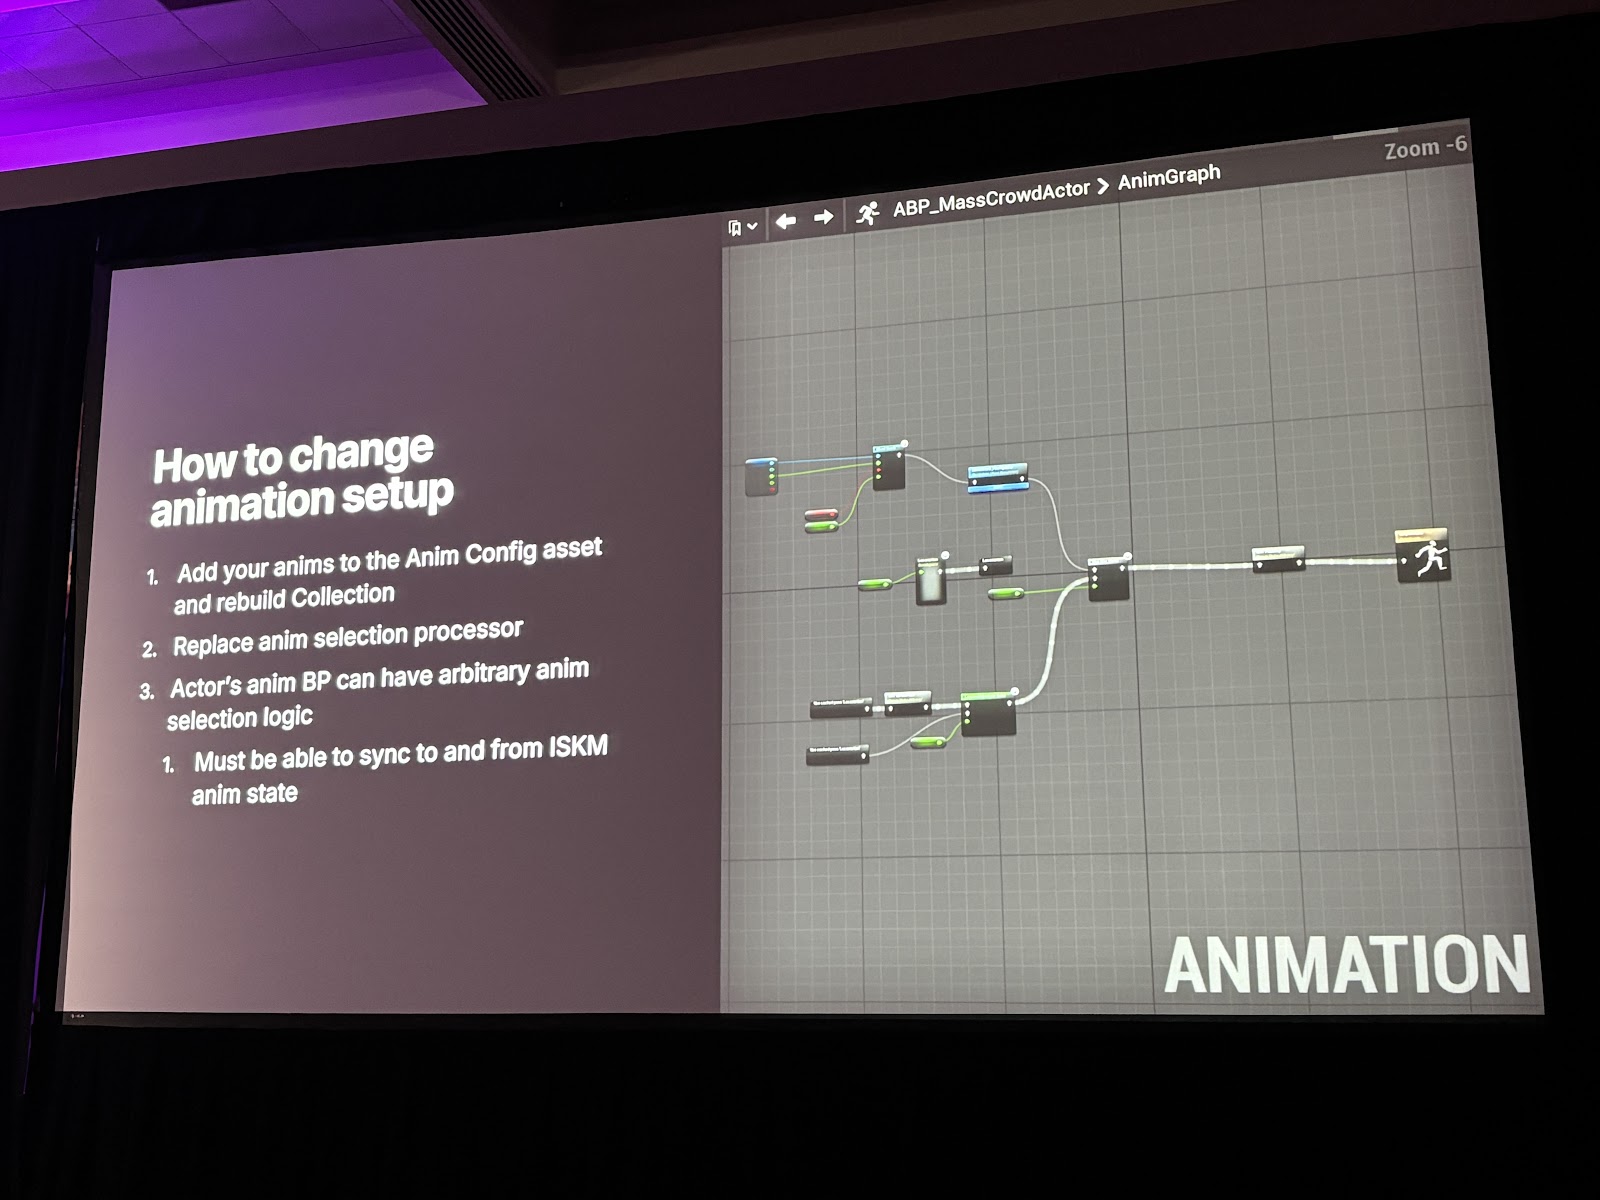 Zoom -6
ABP_MassCrowdActor > AnimGraph
How to change
animation setup
1. Add your anims to the Anim Config asset
and rebuild Collection
2. Replace anim selection processor
3. Actor's anim BP can have arbitrary anim
selection logic
1. Must be able to sync to and from ISKM
anim state
ANIMATION